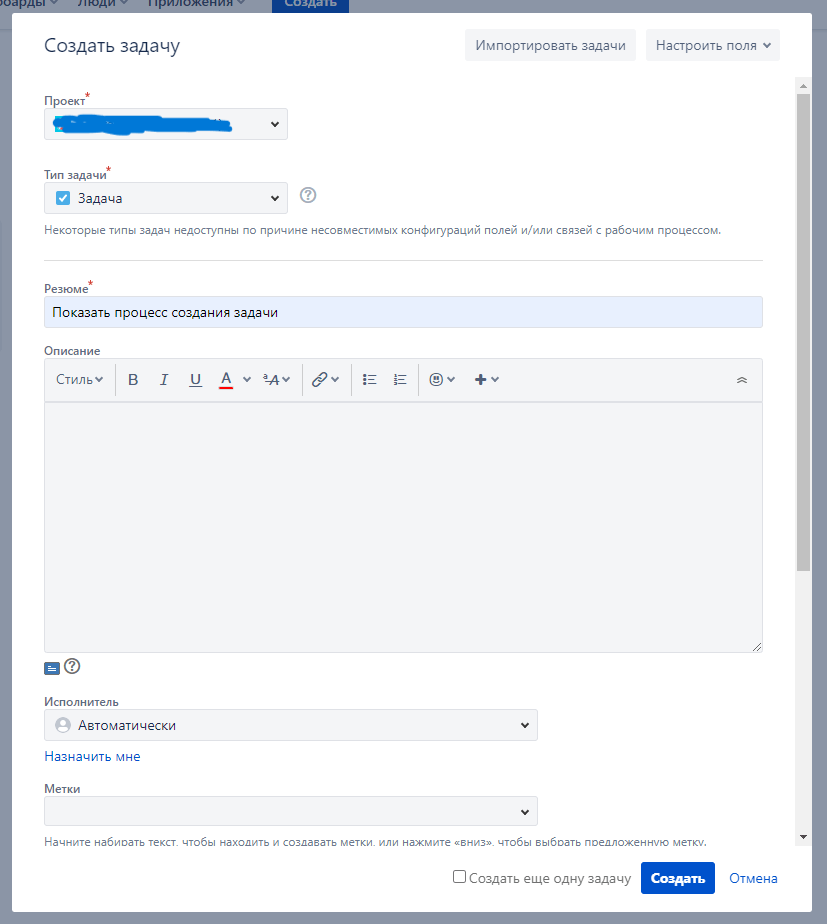 Люди Приложения Создать
Создать задачу Импортировать задачи Настроить поля
Проект*
Тип задачи*
Задача
Некоторые типы задач недоступны по причине несовместимых конфигураций полей и/или связей с рабочим процессом.
Резюме*
Показать процесс создания задачи
Описание
Стиль B I U A ªA
Исполнитель
Автоматически
Назначить мне
Метки
Начните набирать текст, чтобы находить и создавать метки, или нажмите «вниз», чтобы выбрать предложенную метку.
Создать еще одну задачу Создать Отмена